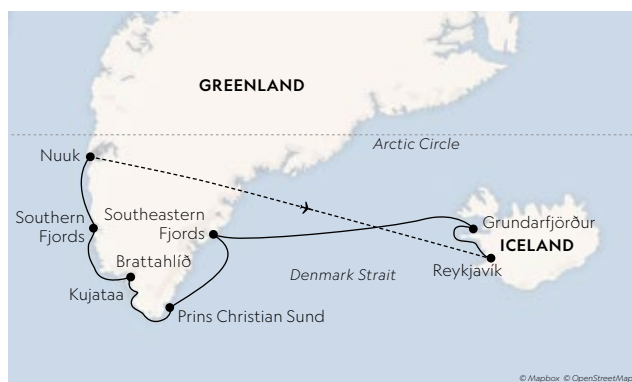 GREENLAND
Arctic Circle
Nuuk
Southern
Fjords
Southeastern
Fjords
Grundarfjörður
ICELAND
Brattahlíð
Denmark Strait
Reykjavík
Kujataa
Prins Christian Sund
© Mapbox © OpenStreetMap